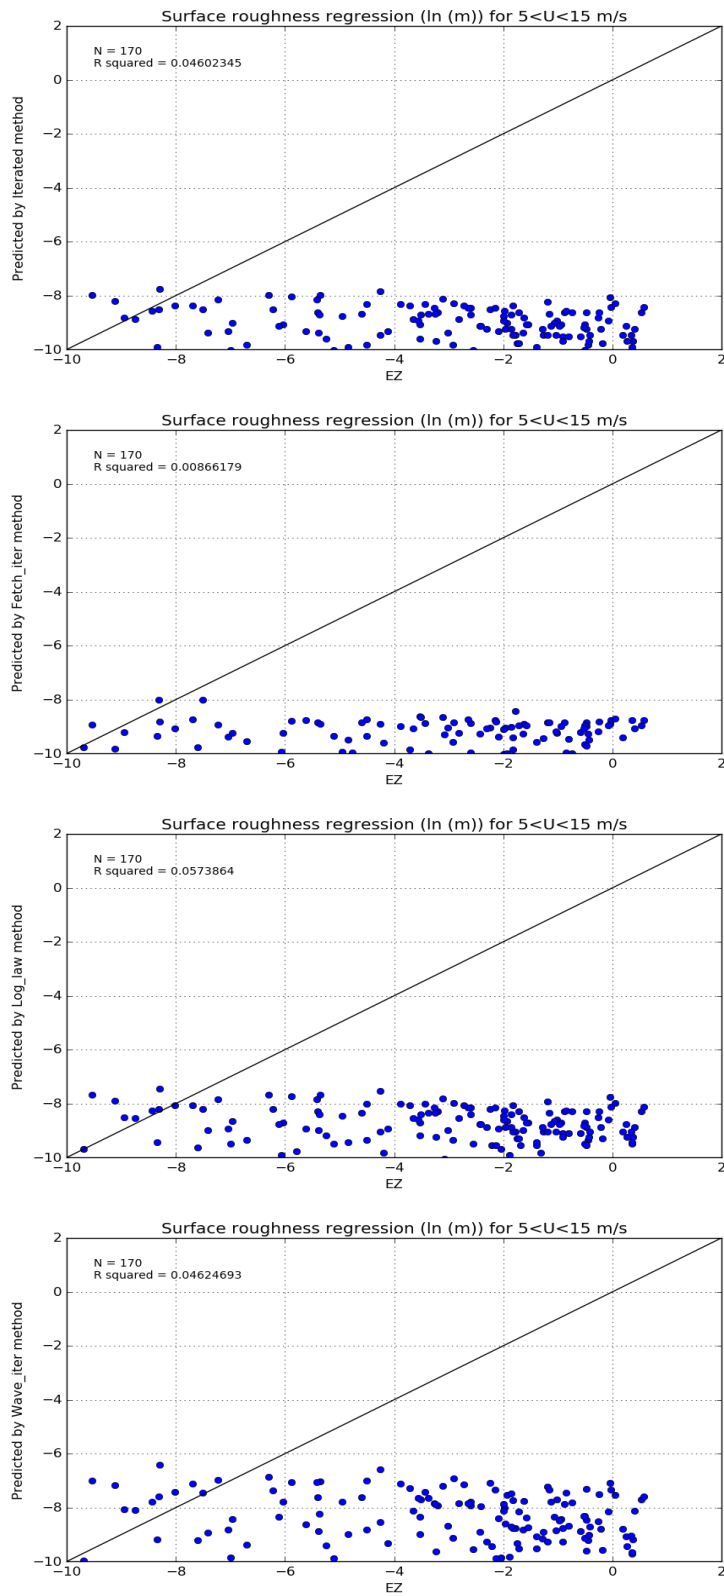 Surface roughness regression (ln (m)) for 5<U<15 m/s
N = 170
R squared = 0.04602345
Predicted by Iterated method
2
0
−2
−4
−6
−8
−10
−10 −8 −6 −4 −2 0 2
EZ
Surface roughness regression (ln (m)) for 5<U<15 m/s
N = 170
R squared = 0.00866179
Predicted by Fetch_iter method
2
0
−2
−4
−6
−8
−10
−10 −8 −6 −4 −2 0 2
EZ
Surface roughness regression (ln (m)) for 5<U<15 m/s
N = 170
R squared = 0.0573864
Predicted by Log_law method
2
0
−2
−4
−6
−8
−10
−10 −8 −6 −4 −2 0 2
EZ
Surface roughness regression (ln (m)) for 5<U<15 m/s
N = 170
R squared = 0.04624693
Predicted by Wave_iter method
2
0
−2
−4
−6
−8
−10
−10 −8 −6 −4 −2 0 2
EZ